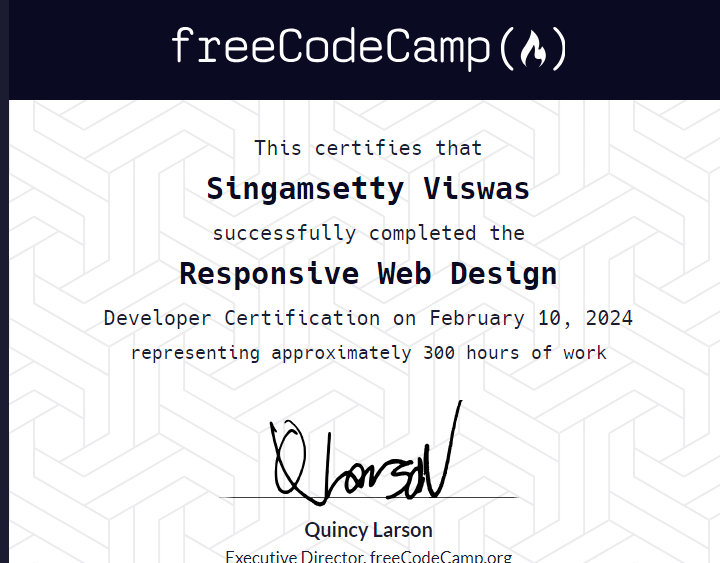 freeCodeCamp(🔥)
This certifies that
Singamsetty Viswas
successfully completed the
Responsive Web Design
Developer Certification on February 10, 2024
representing approximately 300 hours of work
Q Larson
Quincy Larson
Executive Director, freeCodeCamp.org